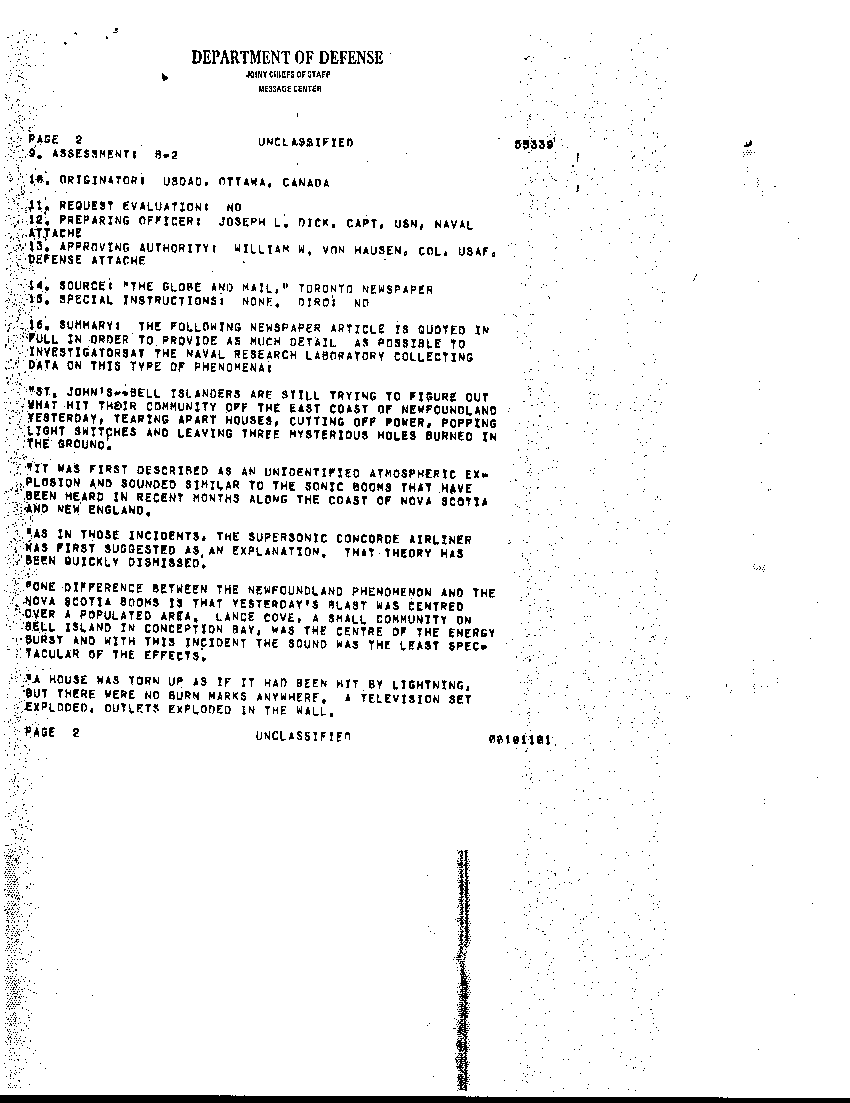 DEPARTMENT OF DEFENSE
JOINT CHIEFS OF STAFF
MESSAGE CENTER
PAGE 2 UNCLASSIFIED 55339
9. ASSESSMENT: B-2
10. ORIGINATOR: USDAO, OTTAWA, CANADA
11. REQUEST EVALUATION: NO
12. PREPARING OFFICER: JOSEPH L. DICK, CAPT, USN, NAVAL
ATTACHE
13. APPROVING AUTHORITY: WILLIAM W. VON HAUSEN, COL, USAF,
DEFENSE ATTACHE
14. SOURCE: "THE GLOBE AND MAIL," TORONTO NEWSPAPER
15. SPECIAL INSTRUCTIONS: NONE. DIRC: NO
16. SUMMARY: THE FOLLOWING NEWSPAPER ARTICLE IS QUOTED IN
FULL IN ORDER TO PROVIDE AS MUCH DETAIL AS POSSIBLE TO
INVESTIGATORSAT THE NAVAL RESEARCH LABORATORY COLLECTING
DATA ON THIS TYPE OF PHENOMENA:
"ST. JOHN'S--BELL ISLANDERS ARE STILL TRYING TO FIGURE OUT
WHAT HIT THEIR COMMUNITY OFF THE EAST COAST OF NEWFOUNDLAND
YESTERDAY, TEARING APART HOUSES, CUTTING OFF POWER, POPPING
LIGHT SWITCHES AND LEAVING THREE MYSTERIOUS HOLES BURNED IN
THE GROUND.
"IT WAS FIRST DESCRIBED AS AN UNIDENTIFIED ATMOSPHERIC EX-
PLOSION AND SOUNDED SIMILAR TO THE SONIC BOOMS THAT HAVE
BEEN HEARD IN RECENT MONTHS ALONG THE COAST OF NOVA SCOTIA
AND NEW ENGLAND.
"AS IN THOSE INCIDENTS, THE SUPERSONIC CONCORDE AIRLINER
WAS FIRST SUGGESTED AS AN EXPLANATION. THAT THEORY HAS
BEEN QUICKLY DISMISSED.
"ONE DIFFERENCE BETWEEN THE NEWFOUNDLAND PHENOMENON AND THE
NOVA SCOTIA BOOMS IS THAT YESTERDAY'S BLAST WAS CENTRED
OVER A POPULATED AREA. LANCE COVE, A SMALL COMMUNITY ON
BELL ISLAND IN CONCEPTION BAY, WAS THE CENTRE OF THE ENERGY
BURST AND WITH THIS INCIDENT THE SOUND WAS THE LEAST SPEC-
TACULAR OF THE EFFECTS.
"A HOUSE WAS TORN UP AS IF IT HAD BEEN HIT BY LIGHTNING,
BUT THERE WERE NO BURN MARKS ANYWHERE. A TELEVISION SET
EXPLODED. OUTLETS EXPLODED IN THE WALL.
PAGE 2 UNCLASSIFIED 00101101